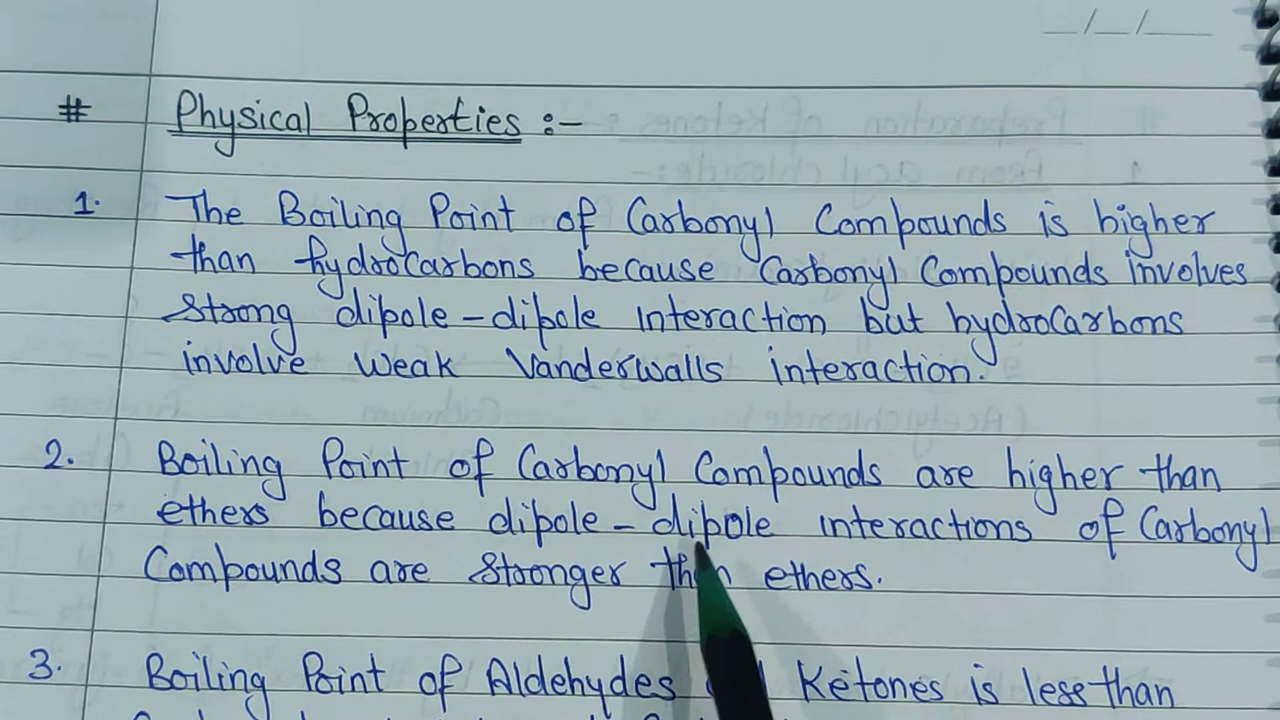 __/__/____
# Physical Properties :-
1. The Boiling Point of Carbonyl Compounds is higher
than hydrocarbons because Carbonyl Compounds involves
strong dipole-dipole interaction but hydrocarbons
involve weak Vanderwalls interaction.
2. Boiling Point of Carbonyl Compounds are higher than
ethers because dipole-dipole interactions of Carbonyl
Compounds are stronger than ethers.
3. Boiling Point of Aldehydes Ketones is less than